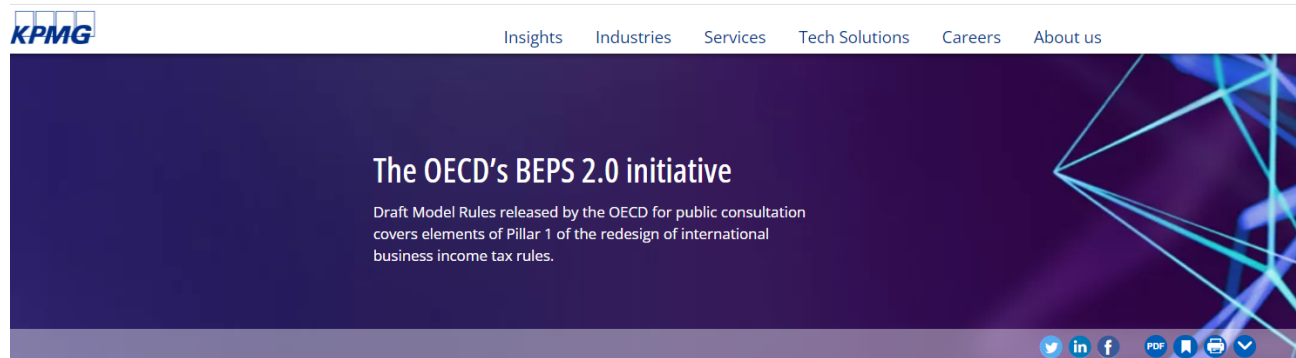 KPMG
Insights Industries Services Tech Solutions Careers About us
The OECD's BEPS 2.0 initiative
Draft Model Rules released by the OECD for public consultation
covers elements of Pillar 1 of the redesign of international
business income tax rules.
in f PDF